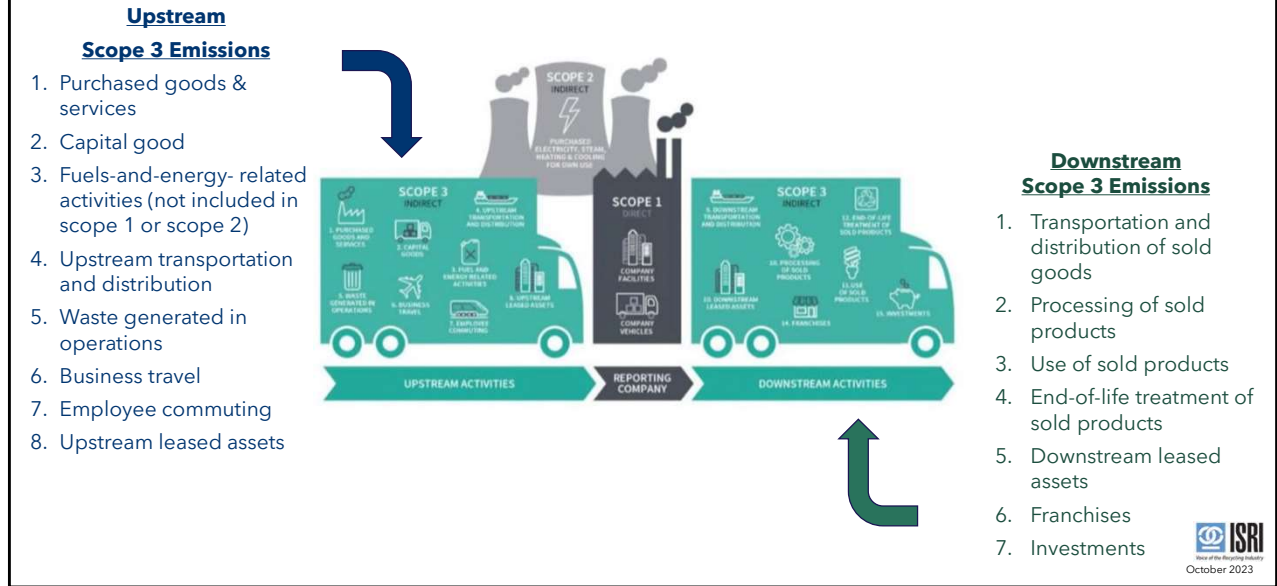 Upstream
Scope 3 Emissions
1. Purchased goods &
services
2. Capital good
3. Fuels-and-energy- related
activities (not included in
scope 1 or scope 2)
4. Upstream transportation
and distribution
5. Waste generated in
operations
6. Business travel
7. Employee commuting
8. Upstream leased assets
SCOPE 2
INDIRECT
PURCHASED
ELECTRICITY, STEAM,
HEATING & COOLING
FOR OWN USE
SCOPE 3
INDIRECT
1. PURCHASED
GOODS AND
SERVICES
2. CAPITAL
GOODS
4. UPSTREAM
TRANSPORTATION
AND DISTRIBUTION
3. FUEL AND
ENERGY RELATED
ACTIVITIES
5. WASTE
GENERATED IN
OPERATIONS
6. BUSINESS
TRAVEL
7. EMPLOYEE
COMMUTING
8. UPSTREAM
LEASED ASSETS
SCOPE 1
DIRECT
COMPANY
FACILITIES
COMPANY
VEHICLES
SCOPE 3
INDIRECT
9. DOWNSTREAM
TRANSPORTATION
AND DISTRIBUTION
12. END-OF-LIFE
TREATMENT OF
SOLD PRODUCTS
10. PROCESSING
OF SOLD
PRODUCTS
11. USE
OF SOLD
PRODUCTS
DOWNSTREAM
LEASED ASSETS
14. FRANCHISES
15. INVESTMENTS
UPSTREAM ACTIVITIES
REPORTING
COMPANY
DOWNSTREAM ACTIVITIES
Downstream
Scope 3 Emissions
1. Transportation and
distribution of sold
goods
2. Processing of sold
products
3. Use of sold products
4. End-of-life treatment of
sold products
5. Downstream leased
assets
6. Franchises
7. Investments
ISRI
Voice of the Recycling Industry
October 2023